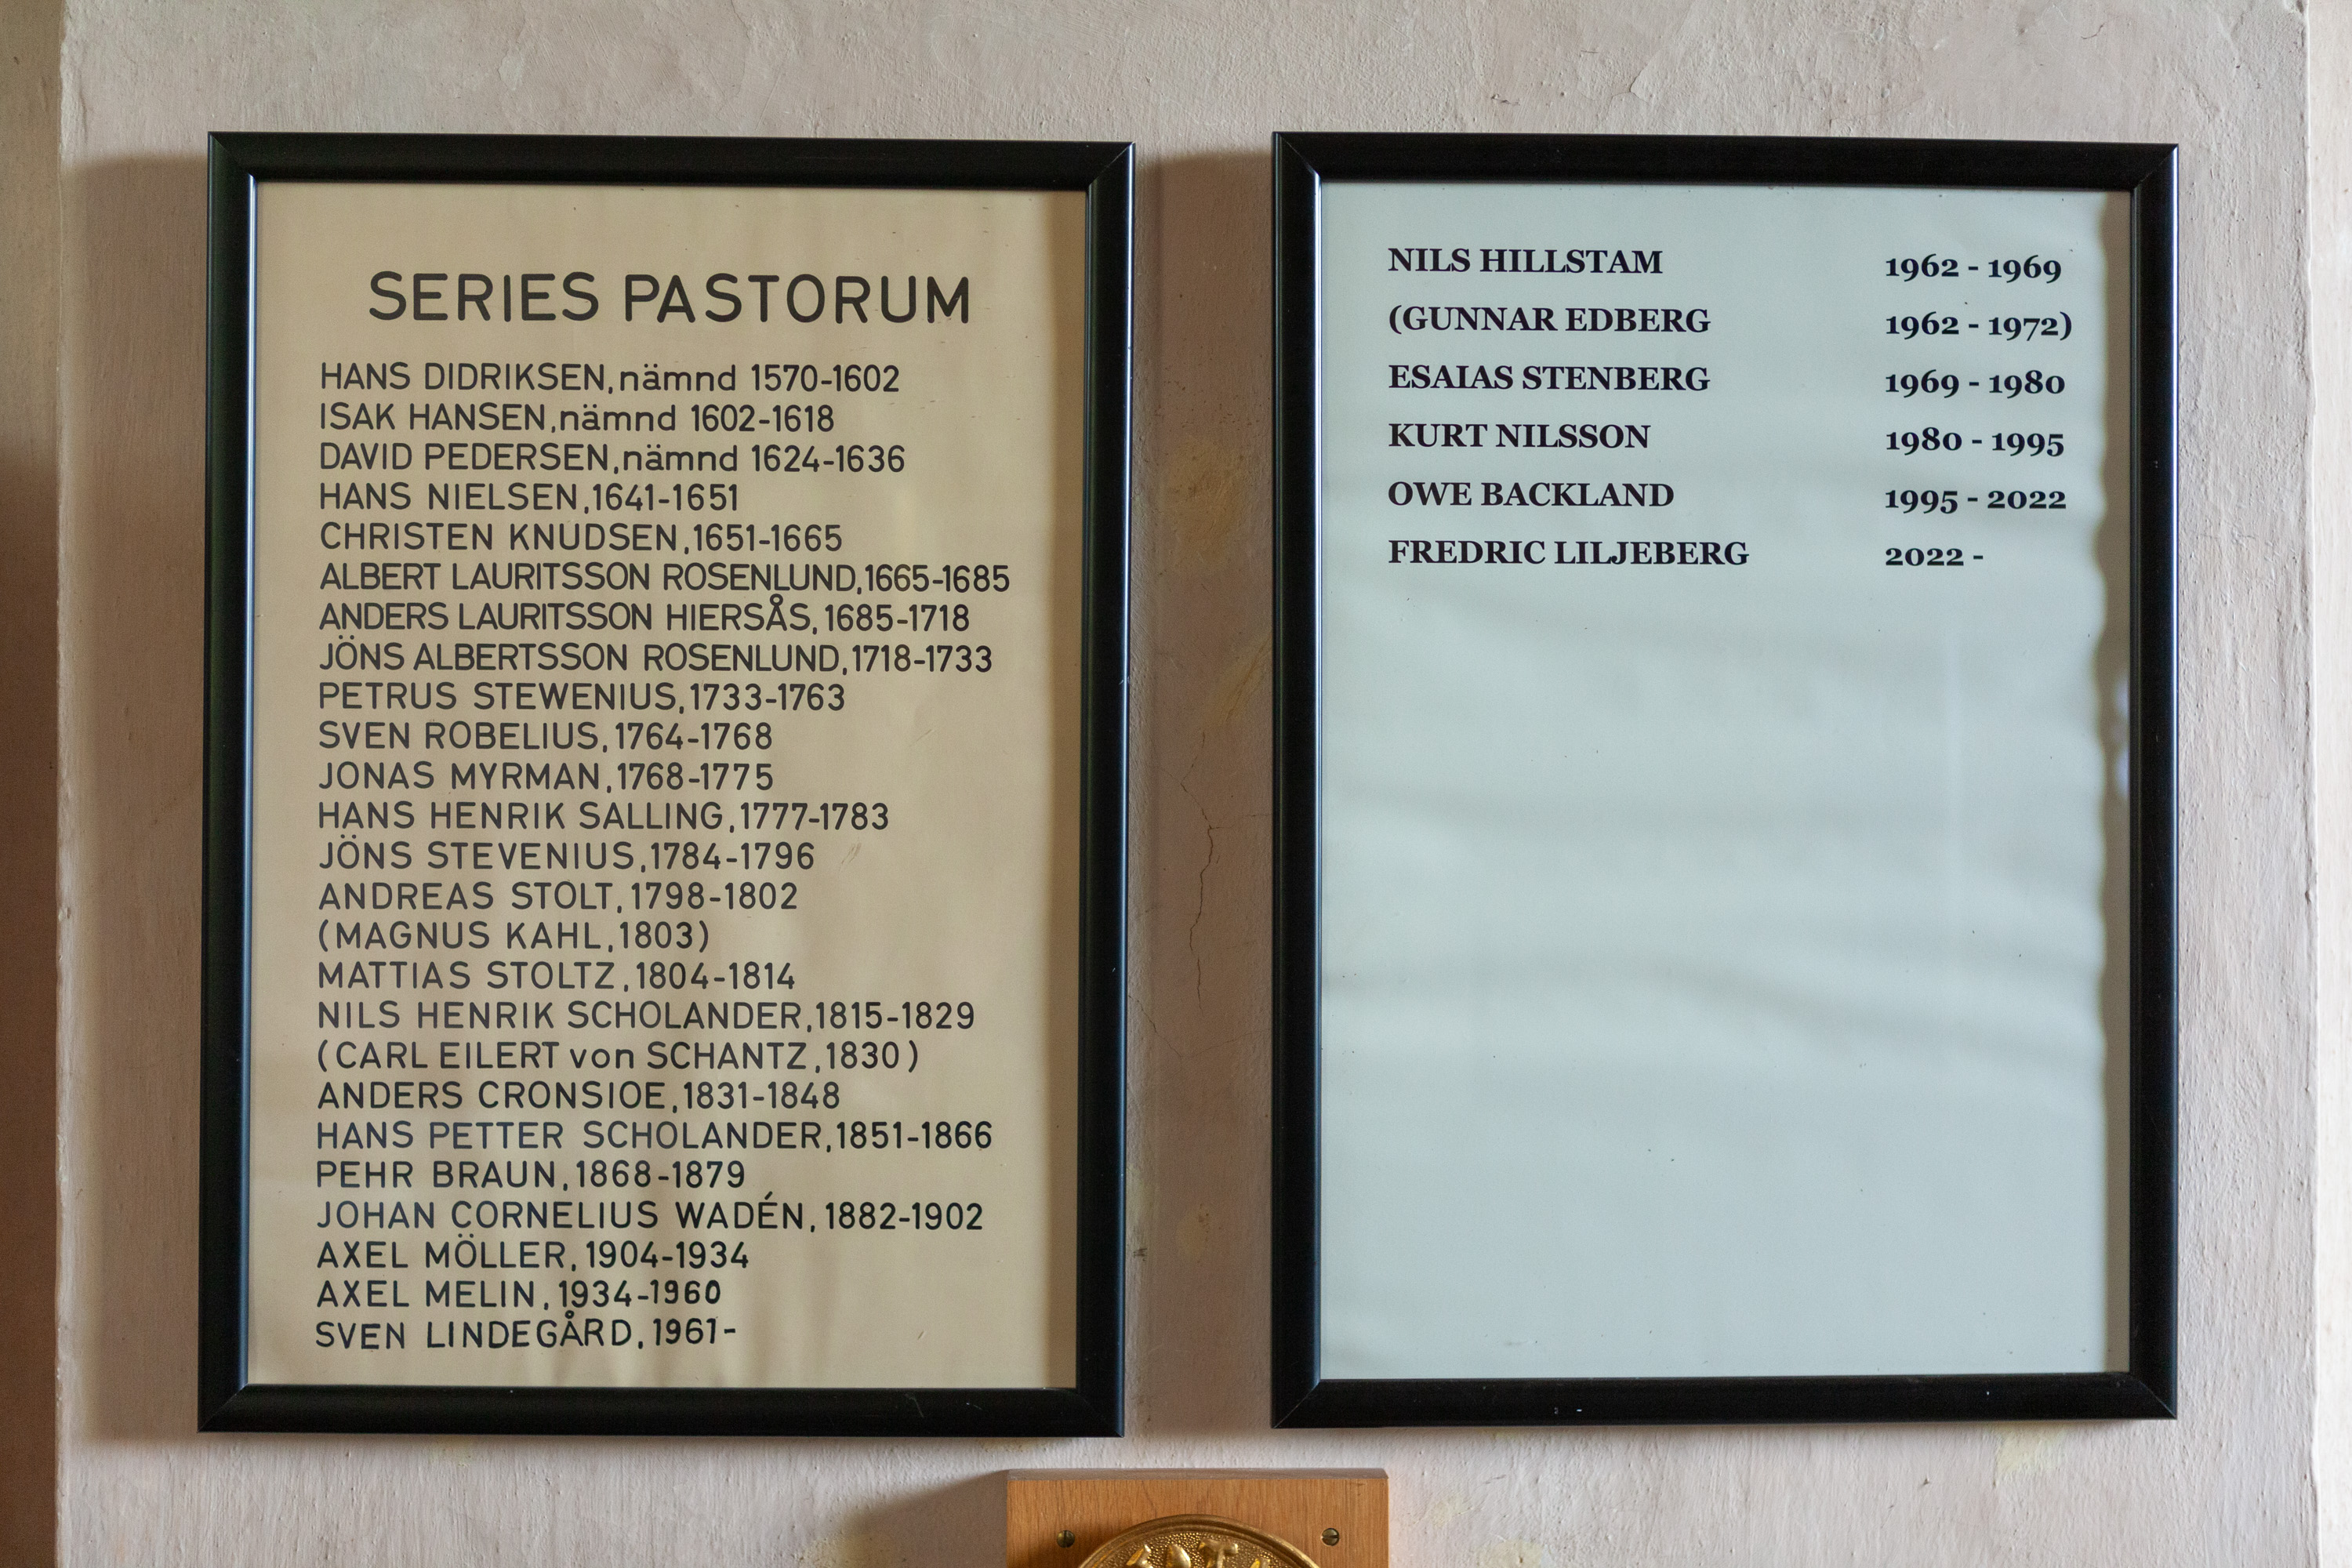 SERIES PASTORUM
HANS DIDRIKSEN, nämnd 1570-1602
ISAK HANSEN, nämnd 1602-1618
DAVID PEDERSEN, nämnd 1624-1636
HANS NIELSEN, 1641-1651
CHRISTEN KNUDSEN, 1651-1665
ALBERT LAURITSSON ROSENLUND, 1665-1685
ANDERS LAURITSSON HIERSÅS, 1685-1718
JÖNS ALBERTSSON ROSENLUND, 1718-1733
PETRUS STEWENIUS, 1733-1763
SVEN ROBELIUS, 1764-1768
JONAS MYRMAN, 1768-1775
HANS HENRIK SALLING, 1777-1783
JÖNS STEVENIUS, 1784-1796
ANDREAS STOLT, 1798-1802
(MAGNUS KAHL, 1803)
MATTIAS STOLTZ, 1804-1814
NILS HENRIK SCHOLANDER, 1815-1829
(CARL EILERT von SCHANTZ, 1830)
ANDERS CRONSIOE, 1831-1848
HANS PETTER SCHOLANDER, 1851-1866
PEHR BRAUN, 1868-1879
JOHAN CORNELIUS WADÉN, 1882-1902
AXEL MÖLLER, 1904-1934
AXEL MELIN, 1934-1960
SVEN LINDEGÅRD, 1961-
NILS HILLSTAM 1962 - 1969
(GUNNAR EDBERG 1962 - 1972)
ESAIAS STENBERG 1969 - 1980
KURT NILSSON 1980 - 1995
OWE BACKLAND 1995 - 2022
FREDRIC LILJEBERG 2022 -